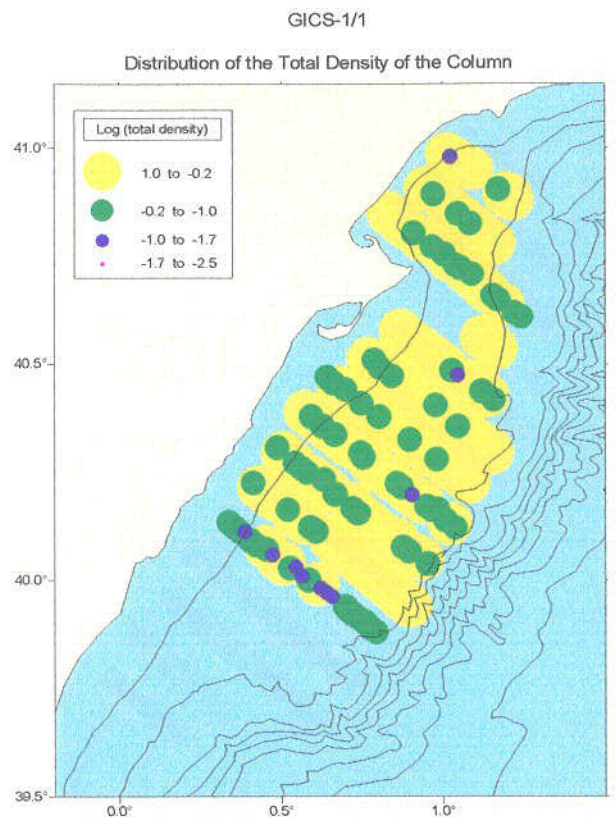 GICS-1/1
Distribution of the Total Density of the Column
Log (total density)
1.0 to -0.2
-0.2 to -1.0
-1.0 to -1.7
-1.7 to -2.5
41.0°
40.5°
40.0°
39.5°
0.0°
0.5°
1.0°